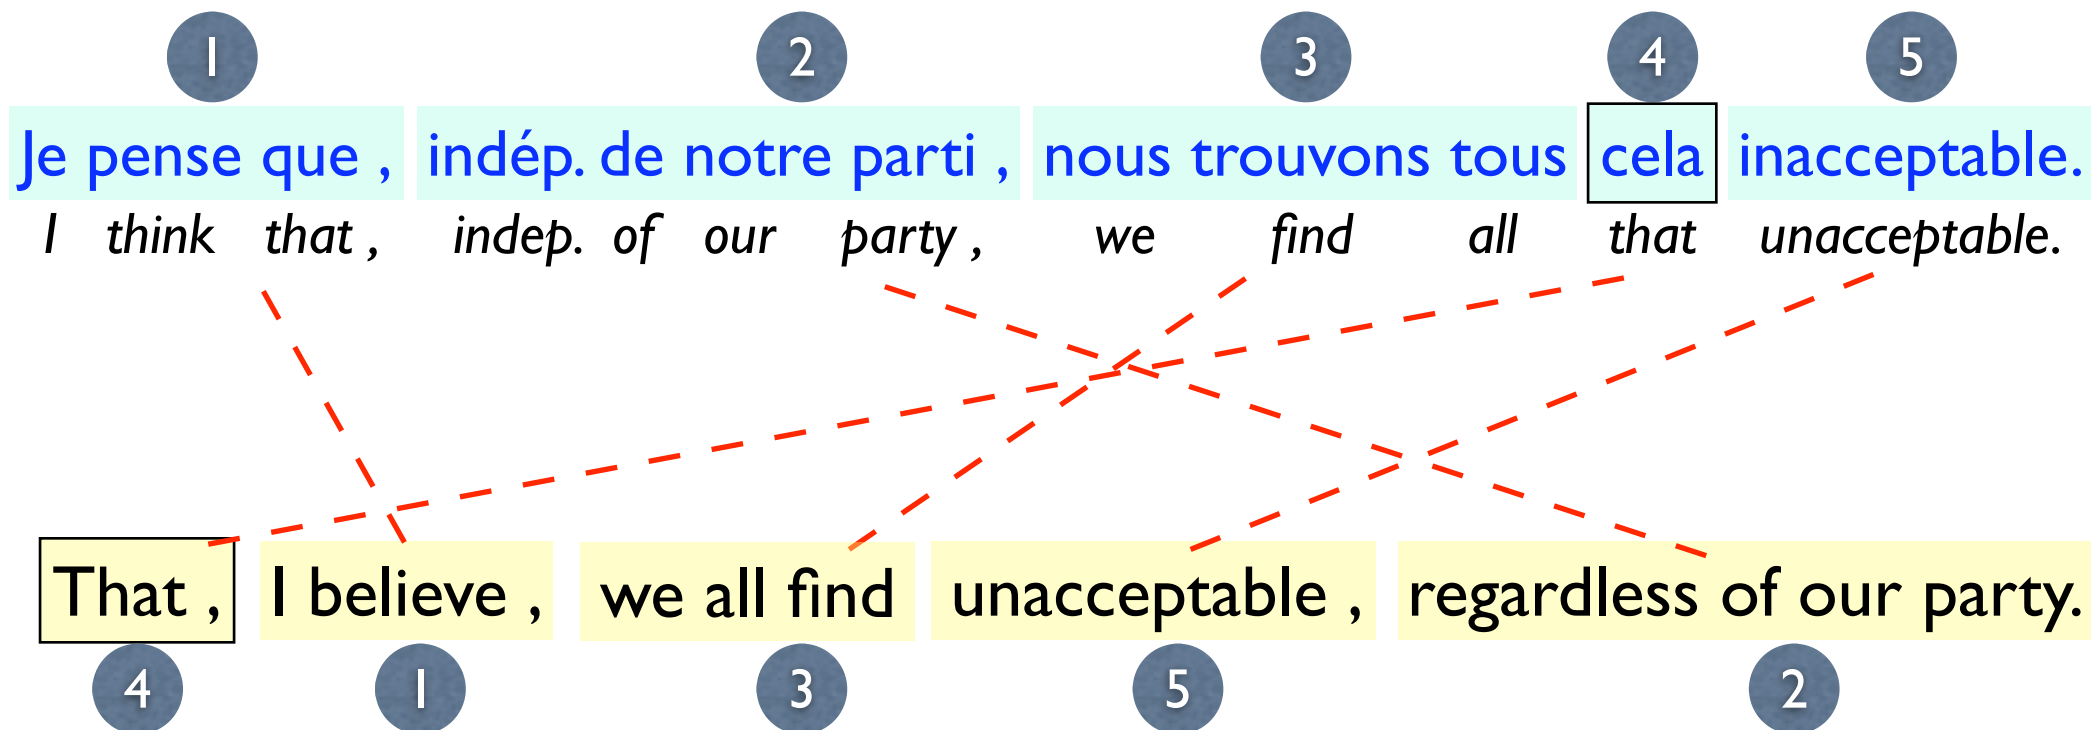 1 2 3 4 5
Je pense que , indép. de notre parti , nous trouvons tous cela inacceptable.
I think that , indep. of our party , we find all that unacceptable.
That , I believe , we all find unacceptable , regardless of our party.
4 1 3 5 2